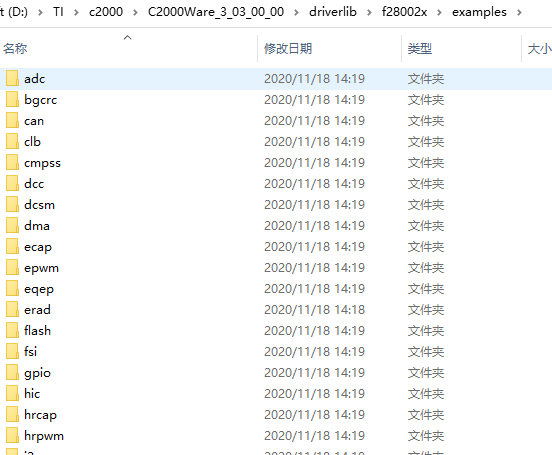 t (D:) > TI > c2000 > C2000Ware_3_03_00_00 > driverlib > f28002x > examples >
名称 修改日期 类型 大小
adc 2020/11/18 14:19 文件夹
bgcrc 2020/11/18 14:19 文件夹
can 2020/11/18 14:19 文件夹
clb 2020/11/18 14:19 文件夹
cmpss 2020/11/18 14:19 文件夹
dcc 2020/11/18 14:19 文件夹
dcsm 2020/11/18 14:19 文件夹
dma 2020/11/18 14:19 文件夹
ecap 2020/11/18 14:19 文件夹
epwm 2020/11/18 14:19 文件夹
eqep 2020/11/18 14:19 文件夹
erad 2020/11/18 14:18 文件夹
flash 2020/11/18 14:19 文件夹
fsi 2020/11/18 14:19 文件夹
gpio 2020/11/18 14:19 文件夹
hic 2020/11/18 14:19 文件夹
hrcap 2020/11/18 14:19 文件夹
hrpwm 2020/11/18 14:19 文件夹